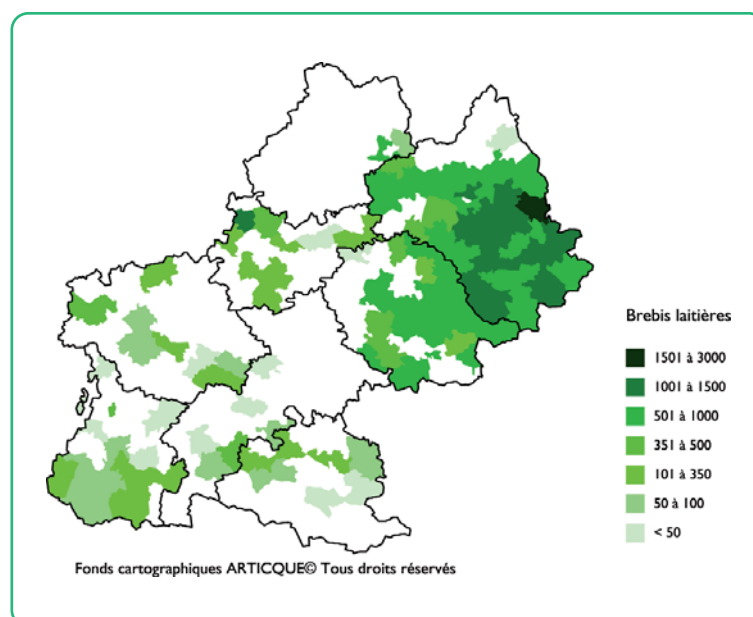 Brebis laitières
1501 à 3000
1001 à 1500
501 à 1000
351 à 500
101 à 350
50 à 100
< 50
Fonds cartographiques ARTICQUE© Tous droits réservés